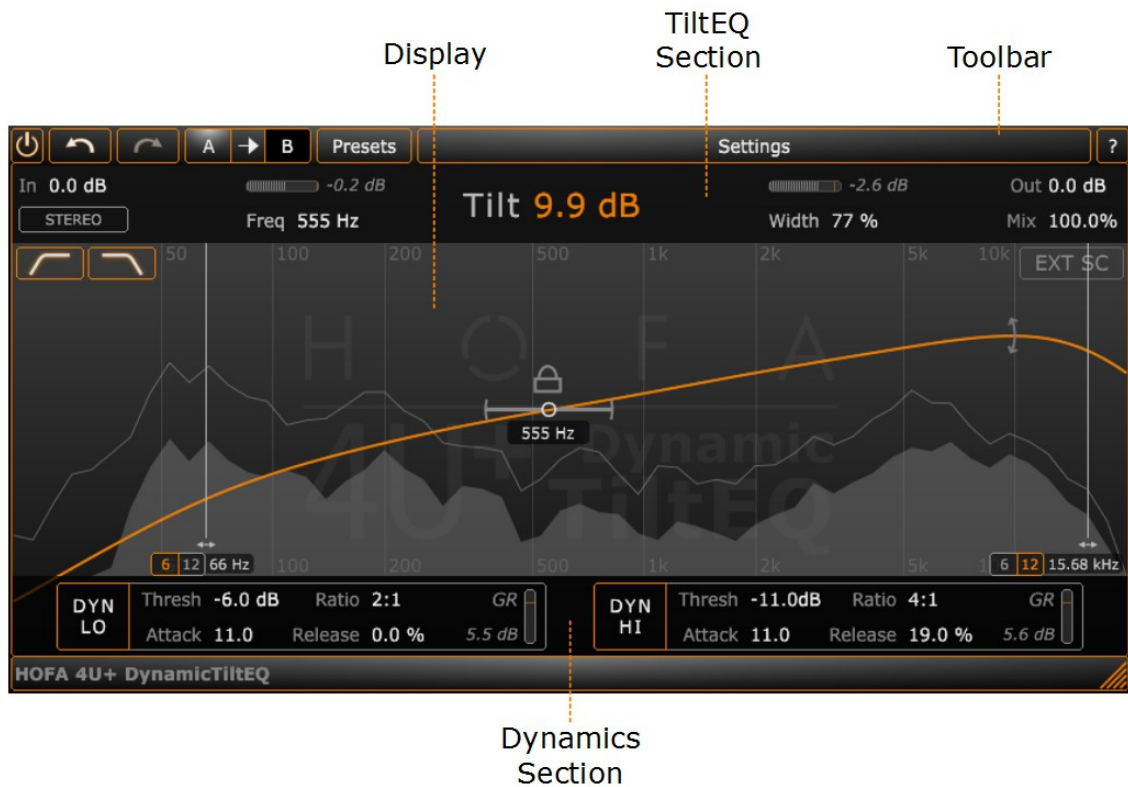 TiltEQ
Section
Display
Toolbar
A B Presets Settings ?
In 0.0 dB -0.2 dB Tilt 9.9 dB -2.6 dB Out 0.0 dB
STEREO Freq 555 Hz Width 77 % Mix 100.0%
50 100 200 500 1k 2k 5k 10k EXT SC
HOFA
555 Hz
4U+ Dynamic
TiltEQ
6 12 66 Hz 100 200 500 1k 2k 5k 6 12 15.68 kHz
DYN LO Thresh -6.0 dB Ratio 2:1 GR
Attack 11.0 Release 0.0 % 5.5 dB
DYN HI Thresh -11.0dB Ratio 4:1 GR
Attack 11.0 Release 19.0 % 5.6 dB
HOFA 4U+ DynamicTiltEQ
Dynamics
Section